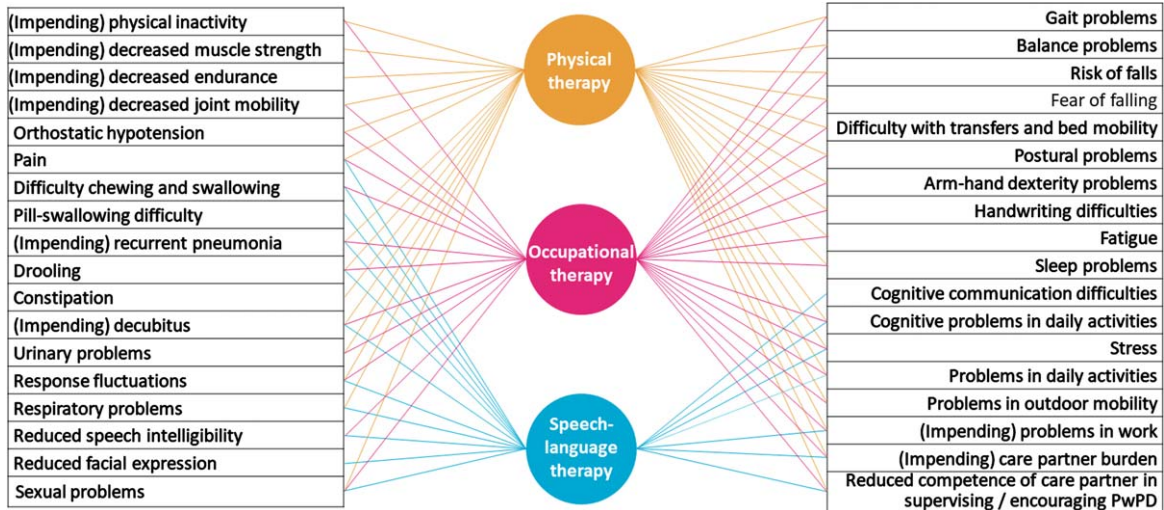 (Impending) physical inactivity
(Impending) decreased muscle strength
(Impending) decreased endurance
(Impending) decreased joint mobility
Orthostatic hypotension
Pain
Difficulty chewing and swallowing
Pill-swallowing difficulty
(Impending) recurrent pneumonia
Drooling
Constipation
(Impending) decubitus
Urinary problems
Response fluctuations
Respiratory problems
Reduced speech intelligibility
Reduced facial expression
Sexual problems
Physical
therapy
Occupational
therapy
Speech-
language
therapy
Gait problems
Balance problems
Risk of falls
Fear of falling
Difficulty with transfers and bed mobility
Postural problems
Arm-hand dexterity problems
Handwriting difficulties
Fatigue
Sleep problems
Cognitive communication difficulties
Cognitive problems in daily activities
Stress
Problems in daily activities
Problems in outdoor mobility
(Impending) problems in work
(Impending) care partner burden
Reduced competence of care partner in
supervising / encouraging PwPD